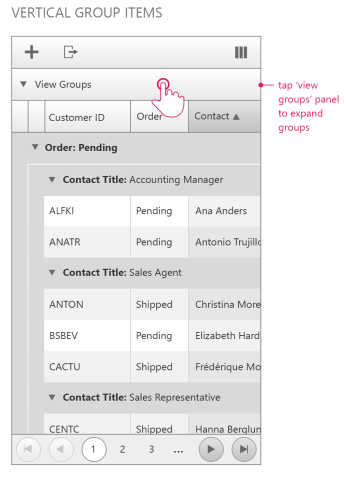 VERTICAL GROUP ITEMS
View Groups
tap ‘view
groups’ panel
to expand
groups
Customer ID Order Contact ▲
Order: Pending
Contact Title: Accounting Manager
ALFKI Pending Ana Anders
ANATR Pending Antonio Trujillo
Contact Title: Sales Agent
ANTON Shipped Christina More
BSBEV Pending Elizabeth Hard
CACTU Shipped Frédérique Mo
Contact Title: Sales Representative
CENTC Shipped Hanna Berglun
1 2 3 ...